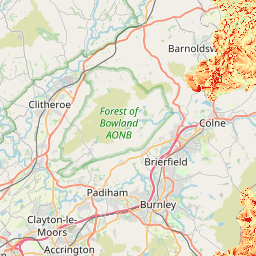 Barnoldsw
Clitheroe
Forest of
Bowland
AONB
Colne
Brierfield
Padiham
Burnley
Clayton-le-
Moors
Accrington